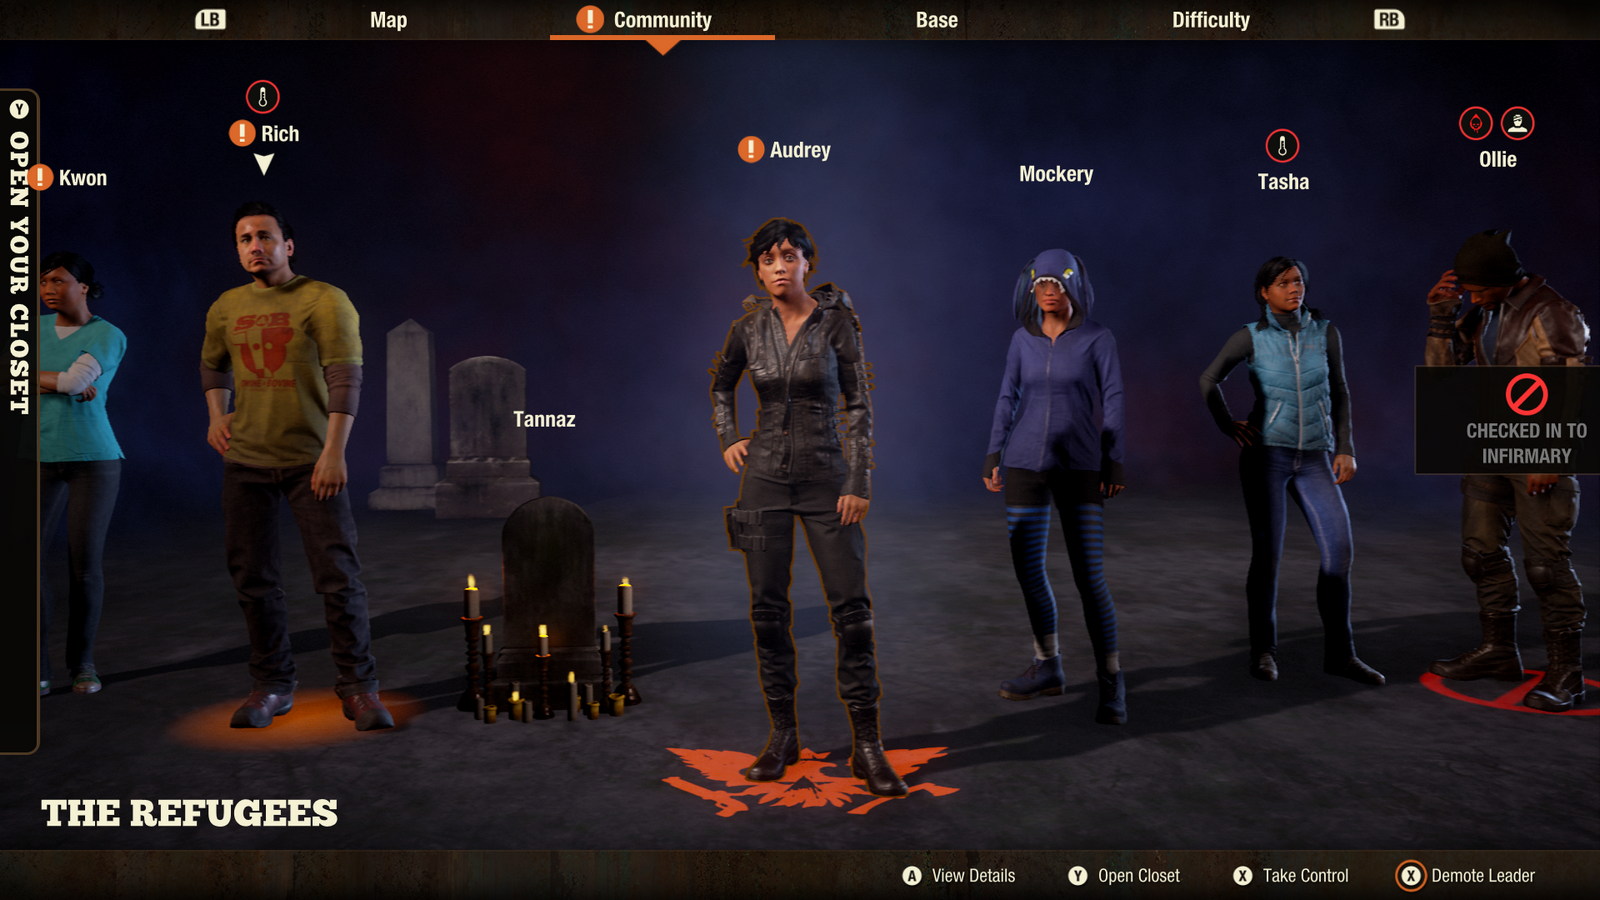 LB
Map
! Community
Base
Difficulty
RB
Y OPEN YOUR CLOSET
! Kwon
! Rich
Tannaz
! Audrey
Mockery
Tasha
Ollie
CHECKED IN TO
INFIRMARY
THE REFUGEES
A View Details
Y Open Closet
X Take Control
X Demote Leader